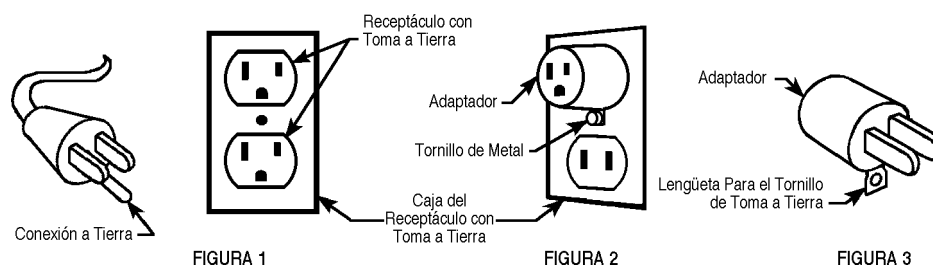 Receptáculo con
Toma a Tierra
Adaptador
Tornillo de Metal
Caja del
Receptáculo con
Toma a Tierra
Conexión a Tierra
Adaptador
Lengüeta Para el Tornillo
de Toma a Tierra
FIGURA 1
FIGURA 2
FIGURA 3